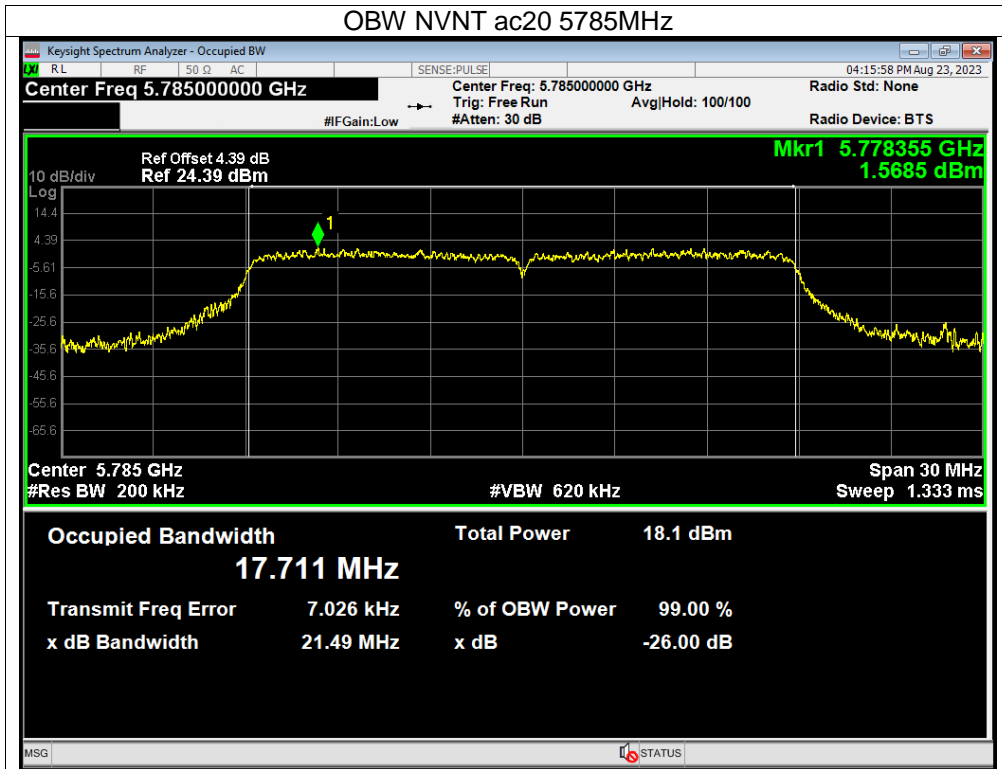 OBW NVNT ac20 5785MHz
Keysight Spectrum Analyzer - Occupied BW
LXI RL RF 50 Ω AC SENSE:PULSE 04:15:58 PM Aug 23, 2023
Center Freq 5.785000000 GHz Center Freq: 5.785000000 GHz Radio Std: None
Trig: Free Run Avg|Hold: 100/100
#IFGain:Low #Atten: 30 dB Radio Device: BTS
Mkr1 5.778355 GHz
1.5685 dBm
Ref Offset 4.39 dB
10 dB/div Ref 24.39 dBm
Log
14.4
1
4.39
-5.61
-15.6
-25.6
-35.6
-45.6
-55.6
-65.6
Center 5.785 GHz Span 30 MHz
#Res BW 200 kHz #VBW 620 kHz Sweep 1.333 ms
Occupied Bandwidth Total Power 18.1 dBm
17.711 MHz
Transmit Freq Error 7.026 kHz % of OBW Power 99.00 %
x dB Bandwidth 21.49 MHz x dB -26.00 dB
MSG STATUS